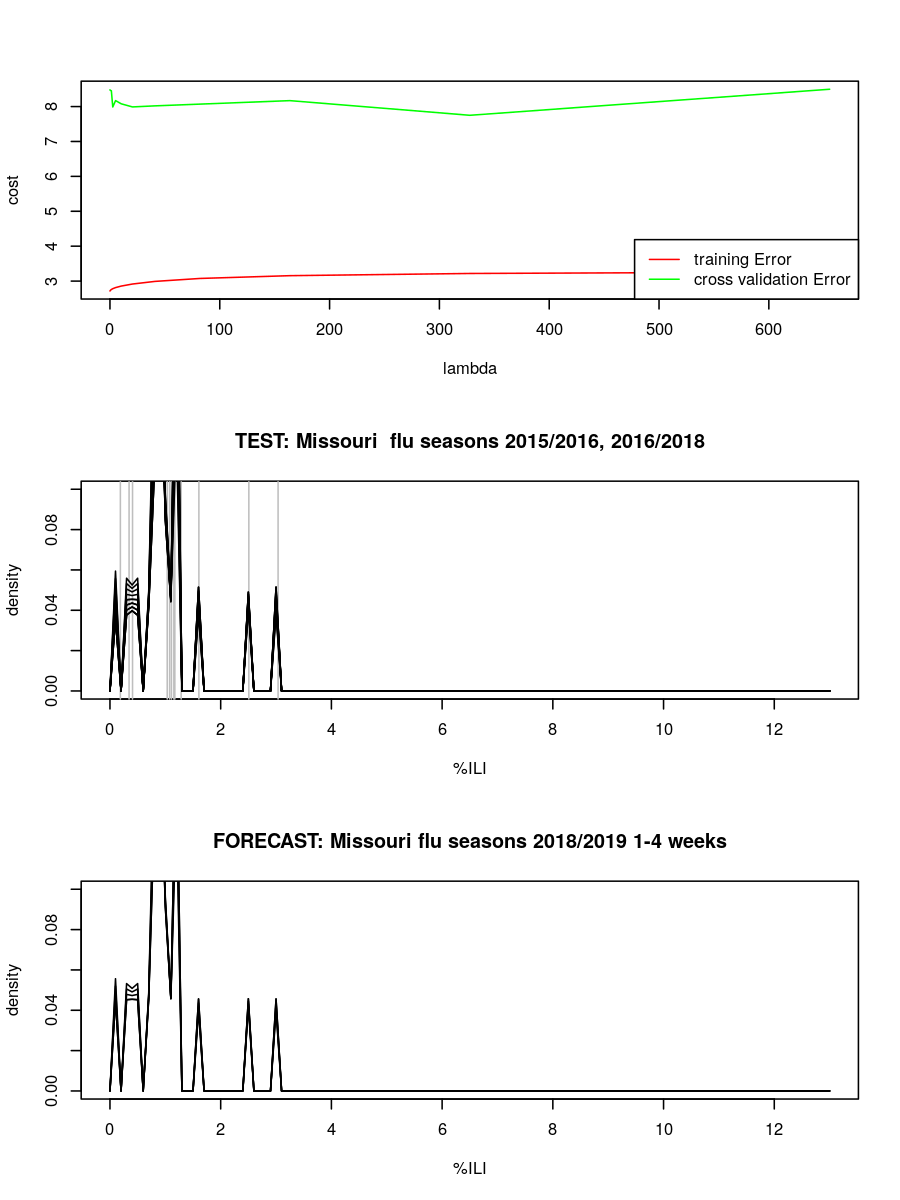 8
7
6
5
4
3
cost
training Error
cross validation Error
0 100 200 300 400 500 600
lambda
TEST: Missouri  flu seasons 2015/2016, 2016/2018
0.08
0.04
0.00
density
0 2 4 6 8 10 12
%ILI
FORECAST: Missouri flu seasons 2018/2019 1-4 weeks
0.08
0.04
0.00
density
0 2 4 6 8 10 12
%ILI